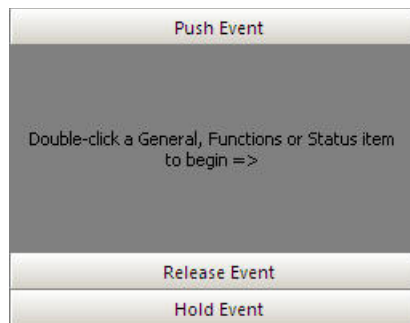 Push Event
Double-click a General, Functions or Status item
to begin =>
Release Event
Hold Event